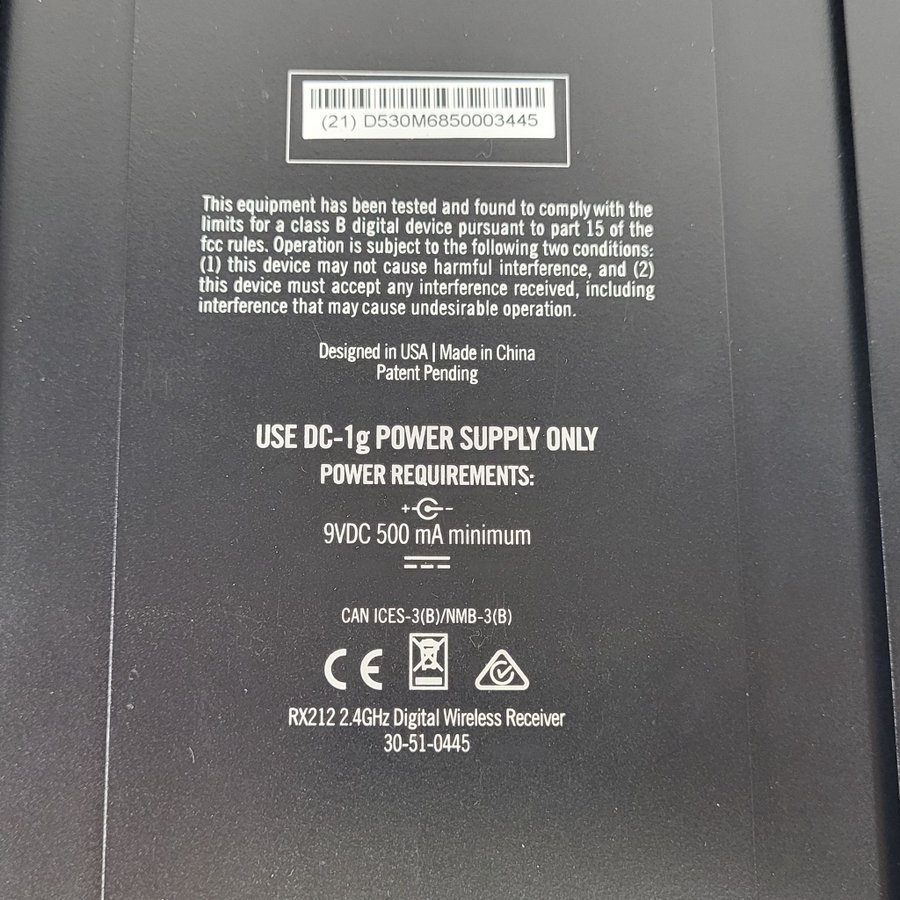 (21) D530M6850003445
This equipment has been tested and found to comply with the
limits for a class B digital device pursuant to part 15 of the
fcc rules. Operation is subject to the following two conditions:
(1) this device may not cause harmful interference, and (2)
this device must accept any interference received, including
interference that may cause undesirable operation.
Designed in USA | Made in China
Patent Pending
USE DC-1g POWER SUPPLY ONLY
POWER REQUIREMENTS:
+ -
9VDC 500 mA minimum
CAN ICES-3(B)/NMB-3(B)
CE
RX212 2.4GHz Digital Wireless Receiver
30-51-0445